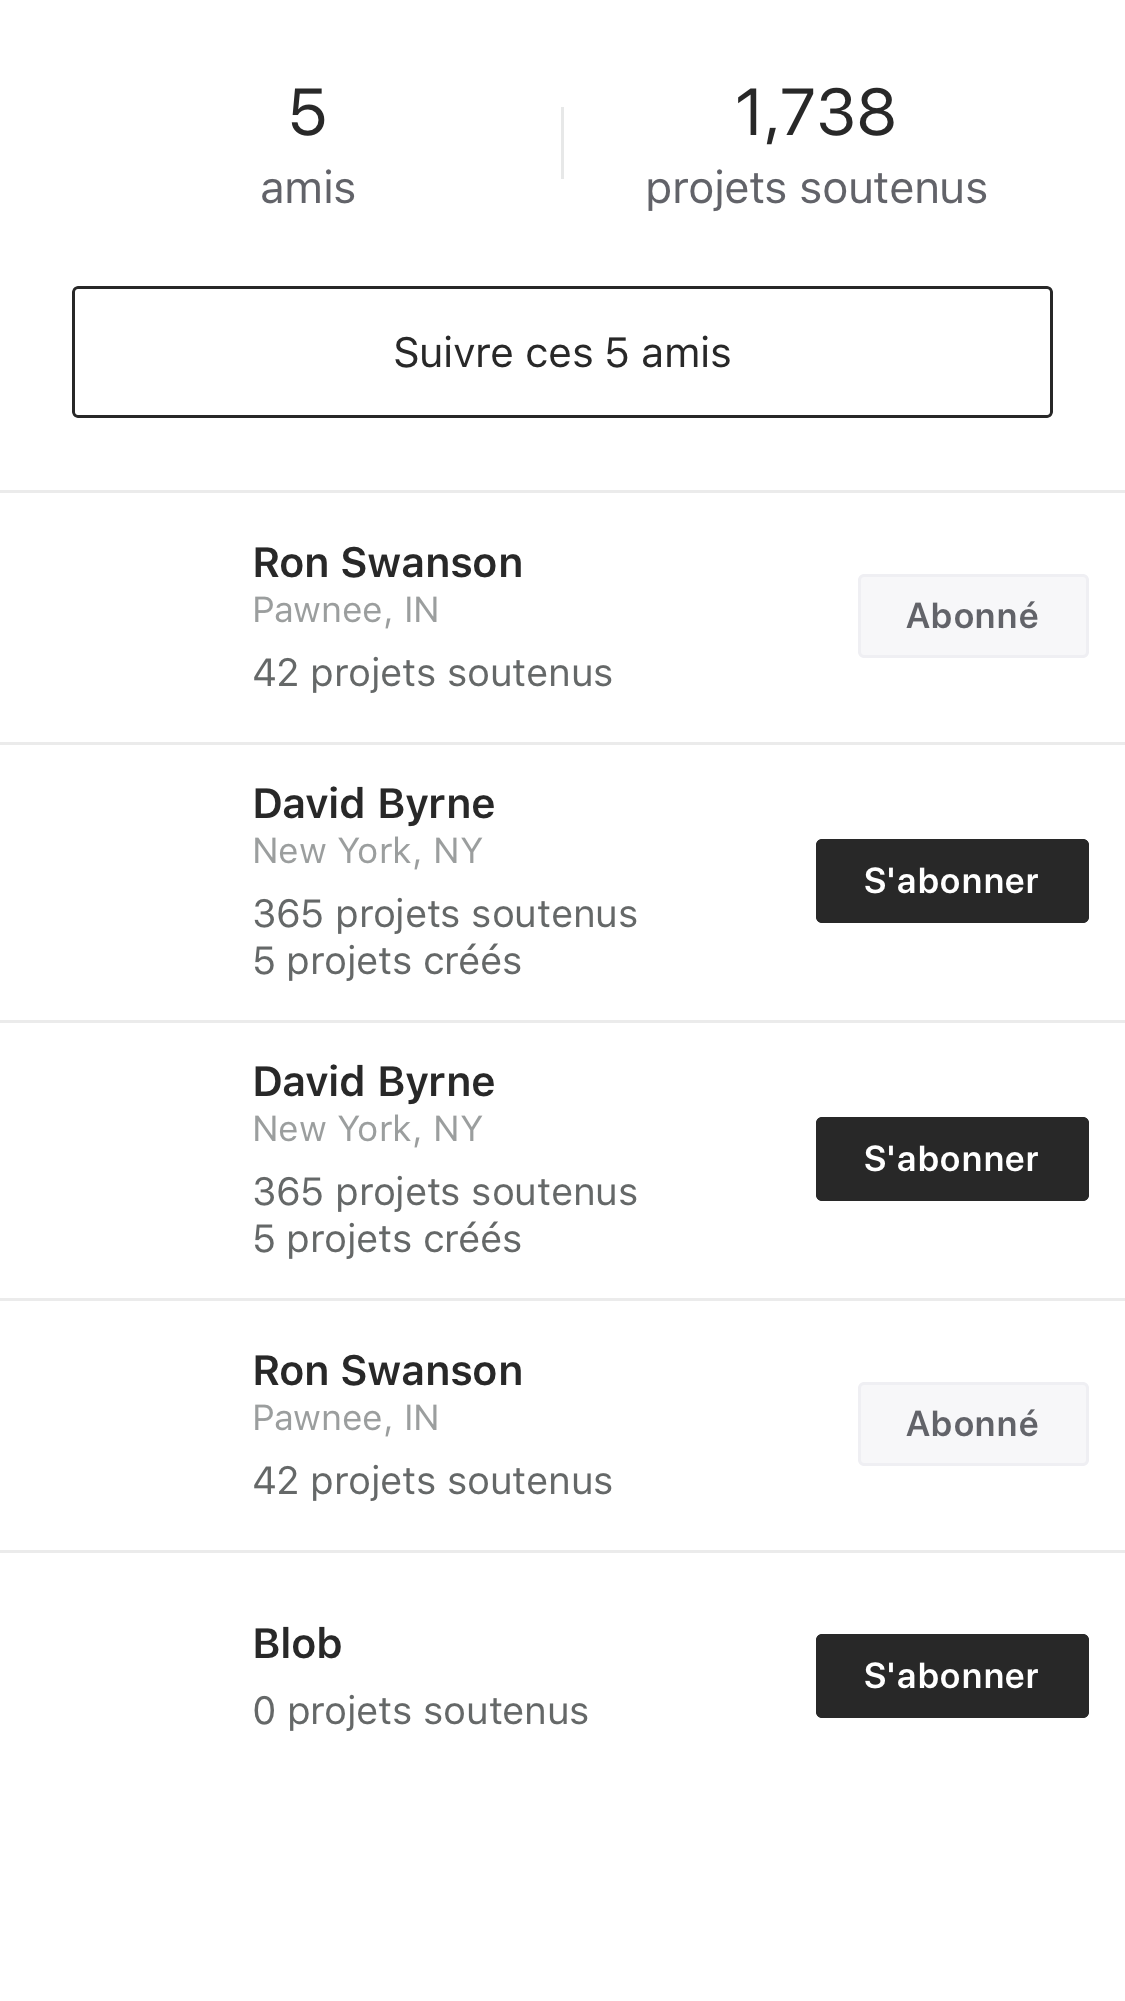 5
amis
1,738
projets soutenus
Suivre ces 5 amis
Ron Swanson
Pawnee, IN
42 projets soutenus
Abonné
David Byrne
New York, NY
365 projets soutenus
5 projets créés
S'abonner
David Byrne
New York, NY
365 projets soutenus
5 projets créés
S'abonner
Ron Swanson
Pawnee, IN
42 projets soutenus
Abonné
Blob
0 projets soutenus
S'abonner